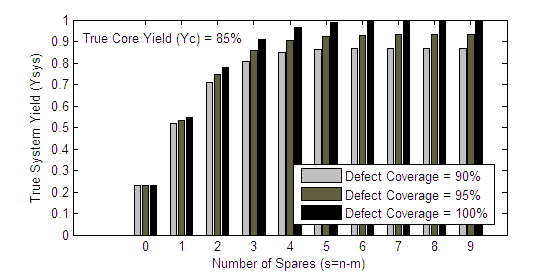 True Core Yield (Yc) = 85%
True System Yield (Ysys)
1
0.9
0.8
0.7
0.6
0.5
0.4
0.3
0.2
0.1
0
Defect Coverage = 90%
Defect Coverage = 95%
Defect Coverage = 100%
0 1 2 3 4 5 6 7 8 9
Number of Spares (s=n-m)